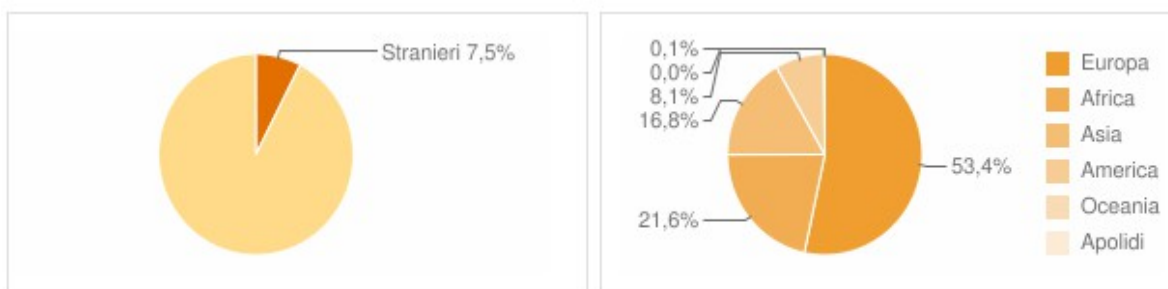 Stranieri 7,5%
0,1%
0,0%
8,1%
16,8%
21,6%
53,4%
Europa
Africa
Asia
America
Oceania
Apolidi